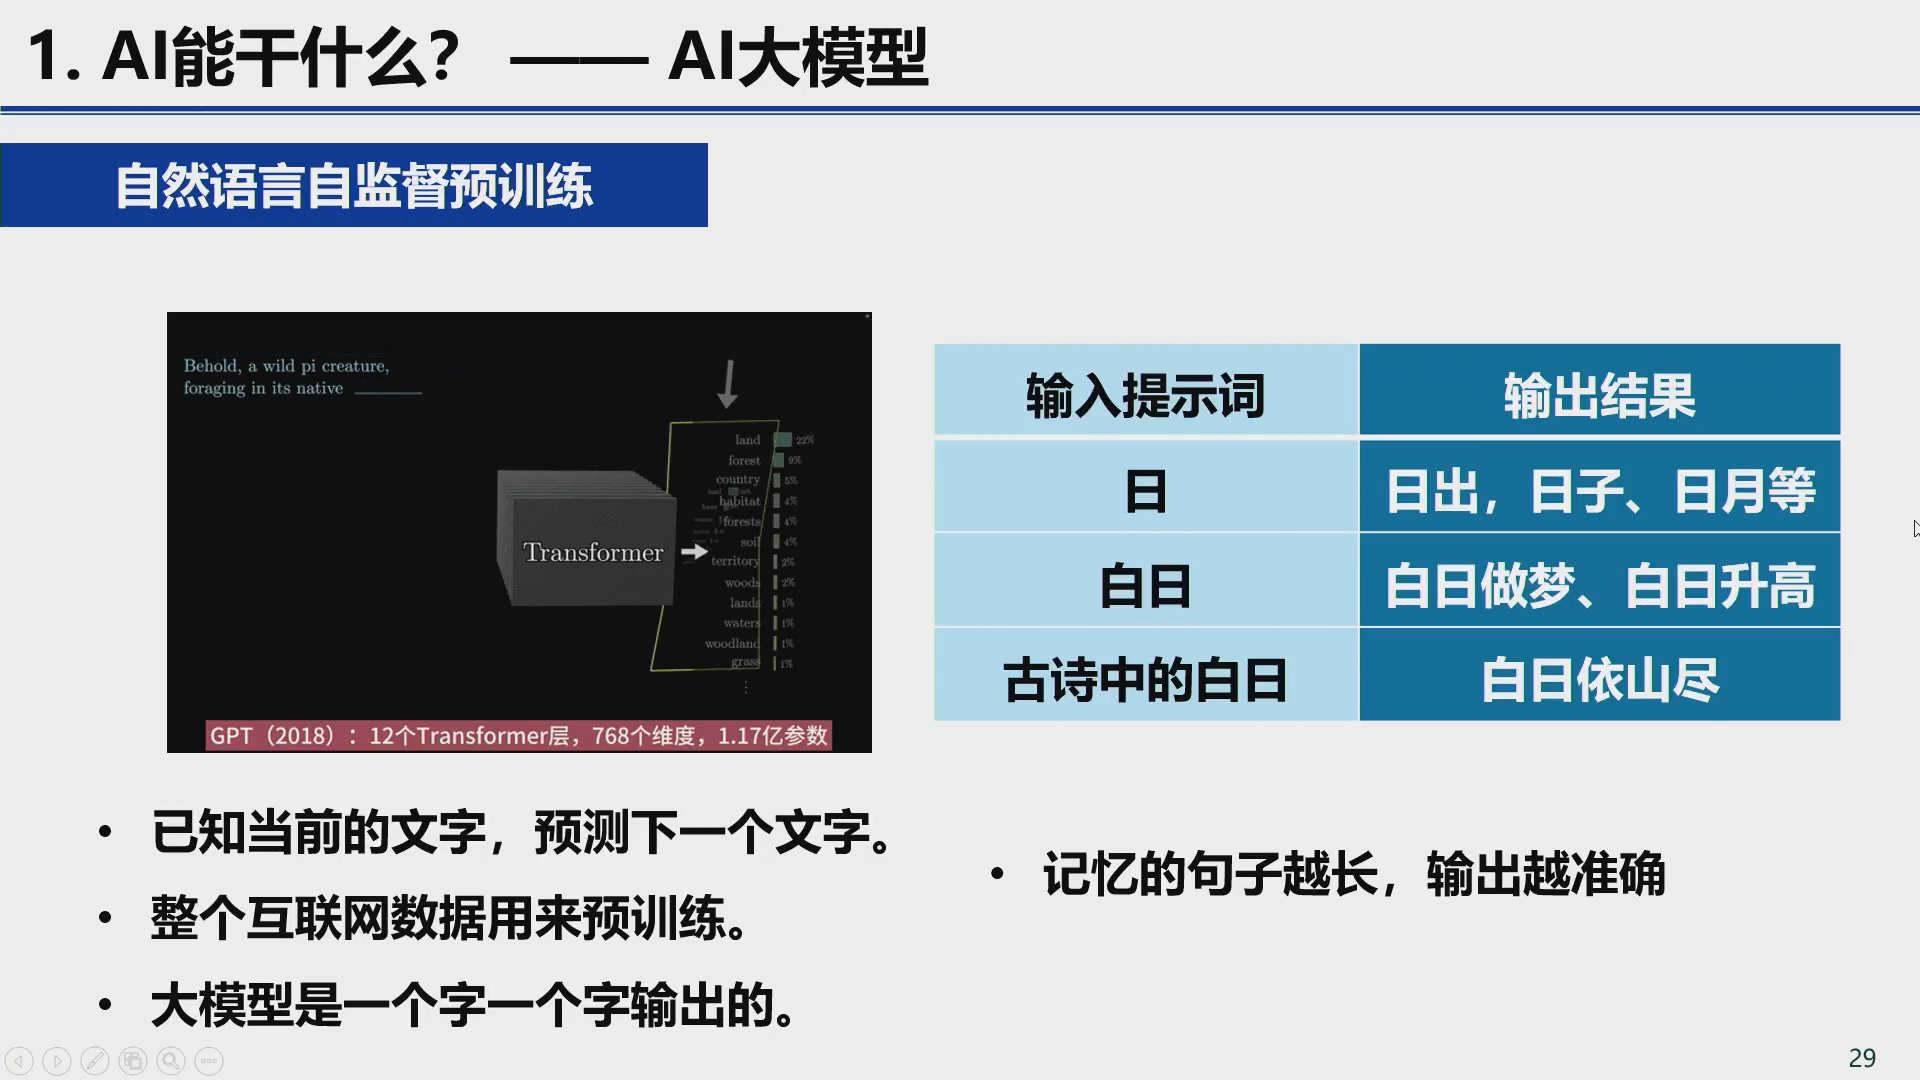 1. AI能干什么？ —— AI大模型
自然语言自监督预训练
Behold, a wild pi creature,
foraging in its native
Transformer
land 22%
forest 9%
country 5%
habitat 4%
forests 4%
soil 4%
territory 2%
woods 2%
lands 1%
waters 1%
woodland 1%
grass 1%
GPT（2018）：12个Transformer层，768个维度，1.17亿参数
输入提示词 输出结果
日 日出，日子、日月等
白日 白日做梦、白日升高
古诗中的白日 白日依山尽
• 已知当前的文字，预测下一个文字。
• 整个互联网数据用来预训练。
• 大模型是一个字一个字输出的。
• 记忆的句子越长，输出越准确
29